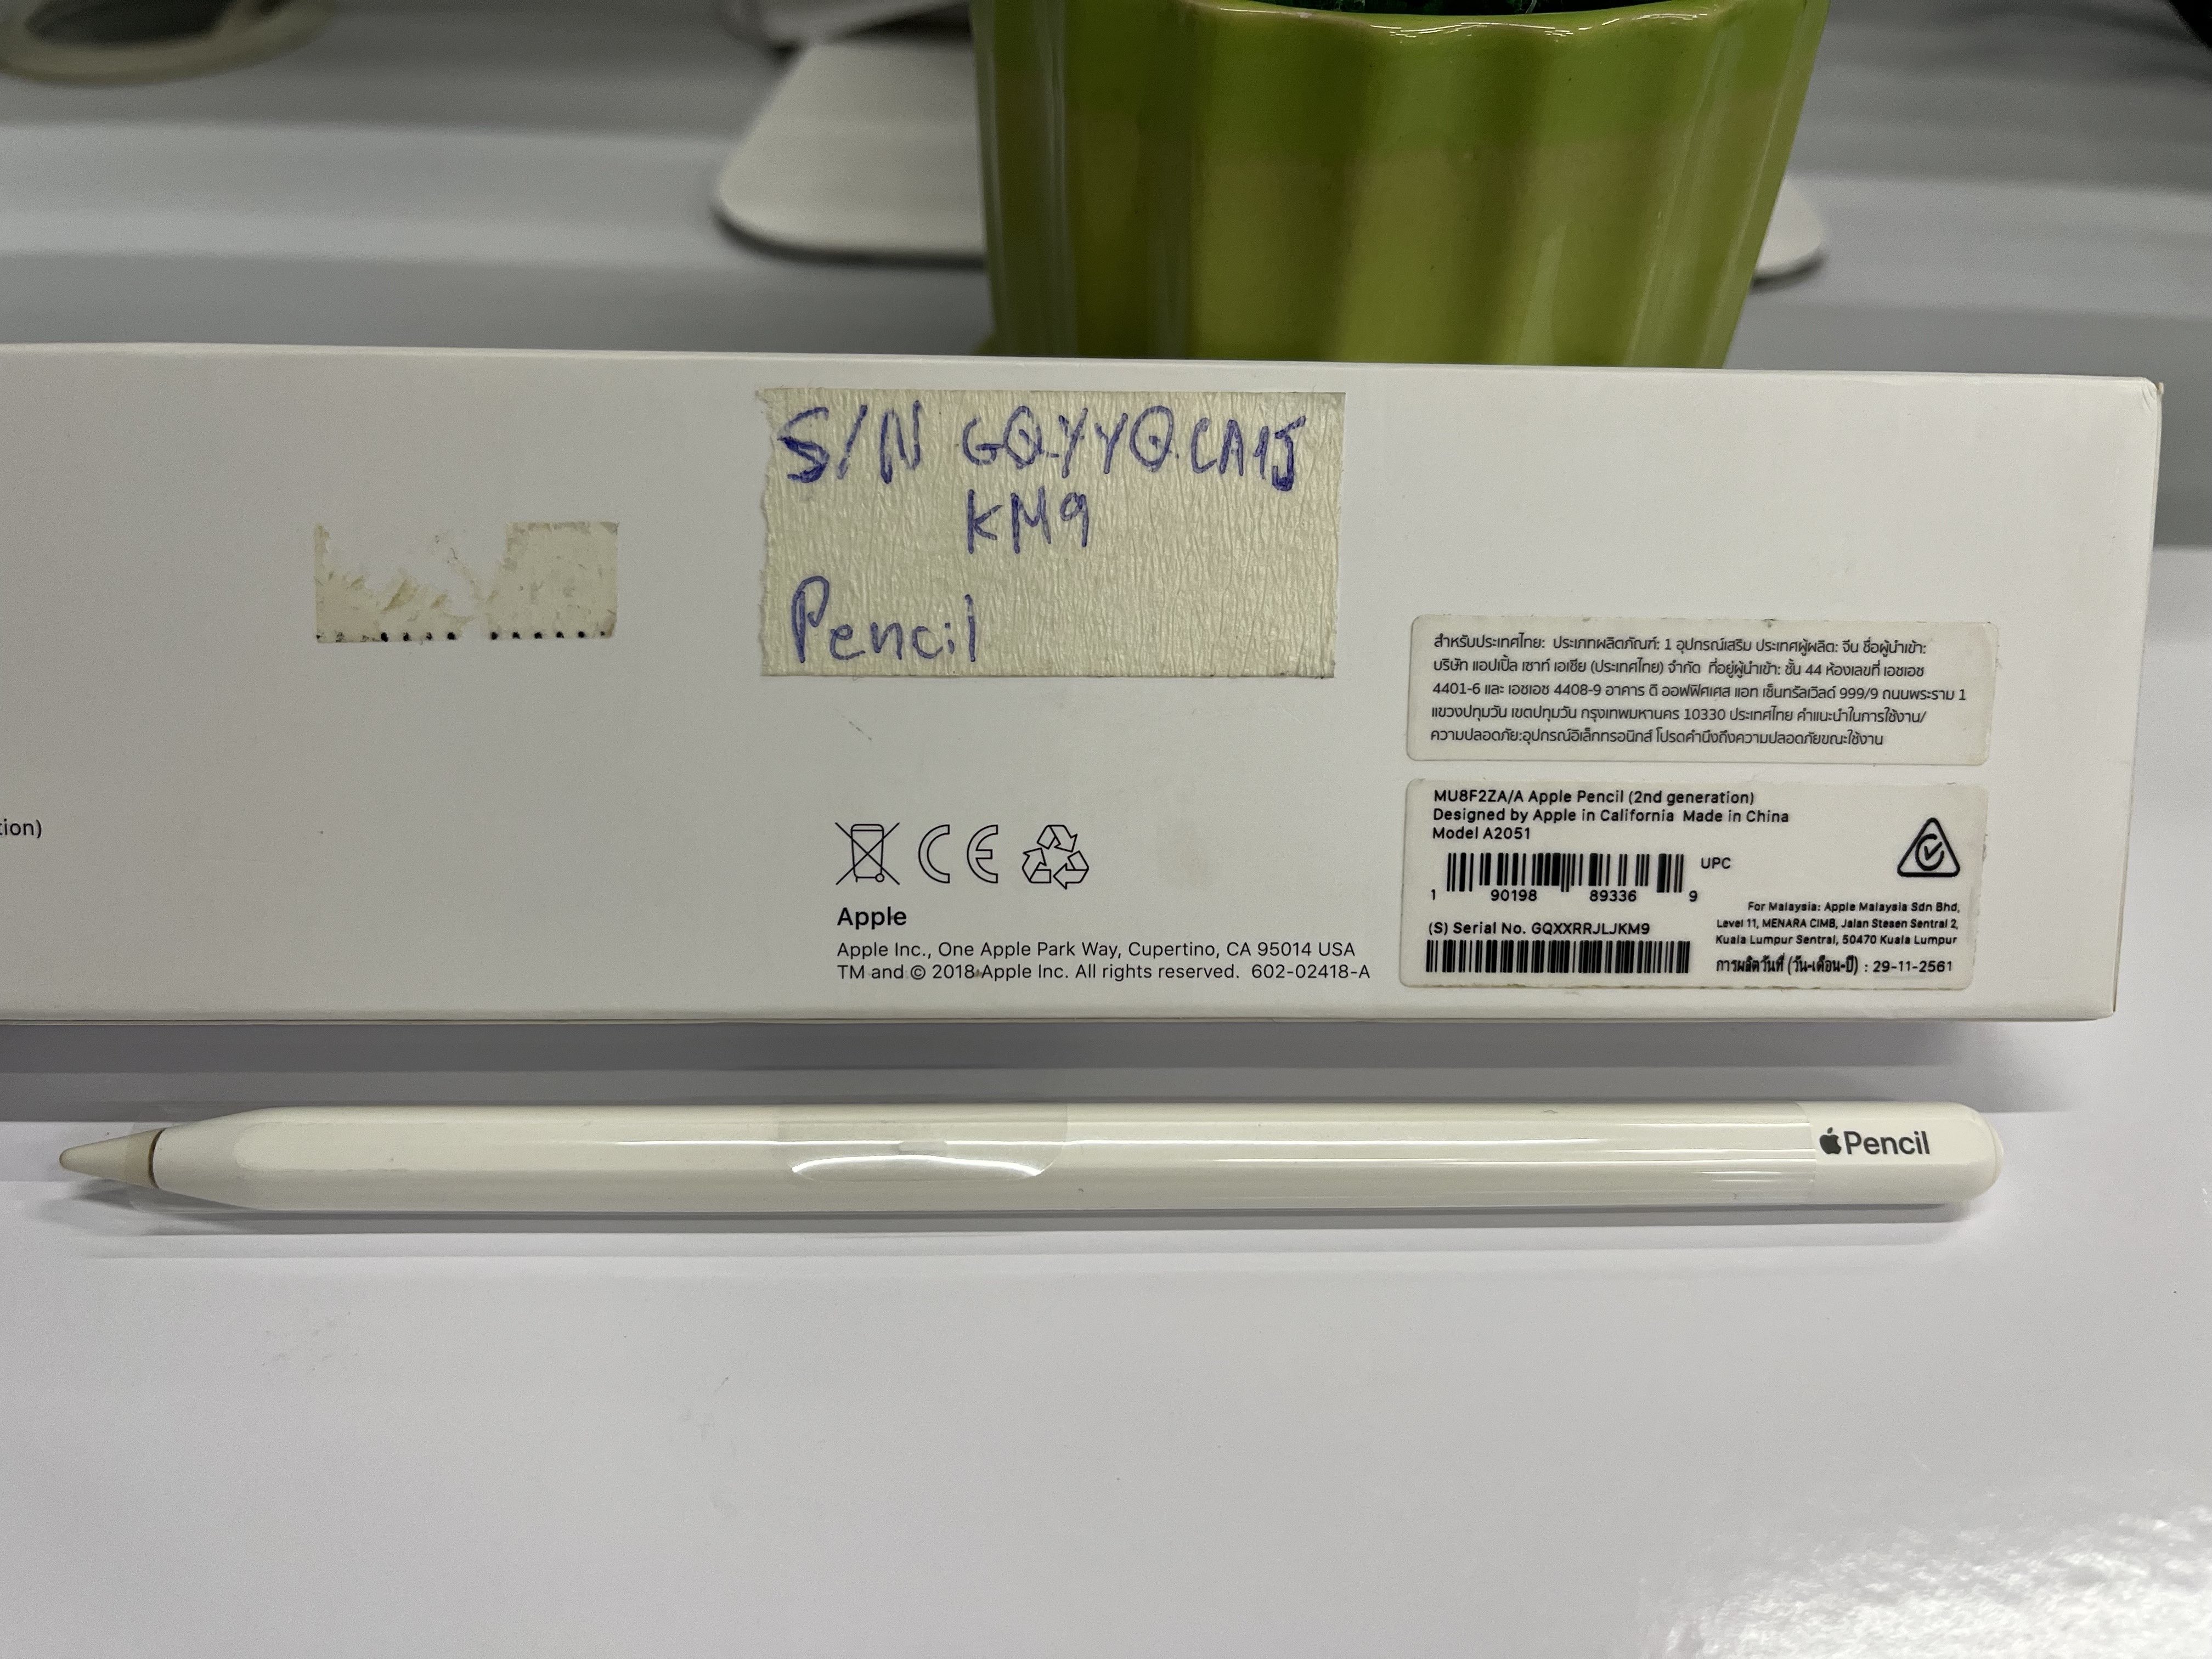 S/N GQYYQCA1J
KM9
Pencil
สำหรับประเทศไทย: ประเภทผลิตภัณฑ์: 1 อุปกรณ์เสริม ประเทศผู้ผลิต: จีน ชื่อผู้นำเข้า:
บริษัท แอปเปิ้ล เซาท์ เอเชีย (ประเทศไทย) จำกัด ที่อยู่ผู้นำเข้า: ชั้น 44 ห้องเลขที่ เอชเอช
4401-6 และ เอชเอช 4408-9 อาคาร ดิ ออฟฟิศเศส แอท เซ็นทรัลเวิลด์ 999/9 ถนนพระราม 1
แขวงปทุมวัน เขตปทุมวัน กรุงเทพมหานคร 10330 ประเทศไทย คำแนะนำในการใช้งาน/
ความปลอดภัย:อุปกรณ์อิเล็กทรอนิกส์ โปรดคำนึงถึงความปลอดภัยขณะใช้งาน
tion)
CE
Apple
Apple Inc., One Apple Park Way, Cupertino, CA 95014 USA
TM and © 2018 Apple Inc. All rights reserved. 602-02418-A
MU8F2ZA/A Apple Pencil (2nd generation)
Designed by Apple in California Made in China
Model A2051
UPC
1 90198 89336 9
For Malaysia: Apple Malaysia Sdn Bhd,
Level 11, MENARA CIMB, Jalan Stesen Sentral 2,
Kuala Lumpur Sentral, 50470 Kuala Lumpur
(S) Serial No. GQXXRRJLJKM9
การผลิตวันที่ (วัน-เดือน-ปี) : 29-11-2561
Pencil